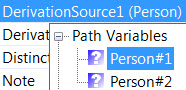 DerivationSource1 (Person)
Derivat
Path Variables
Distinct
Person#1
Note
Person#2